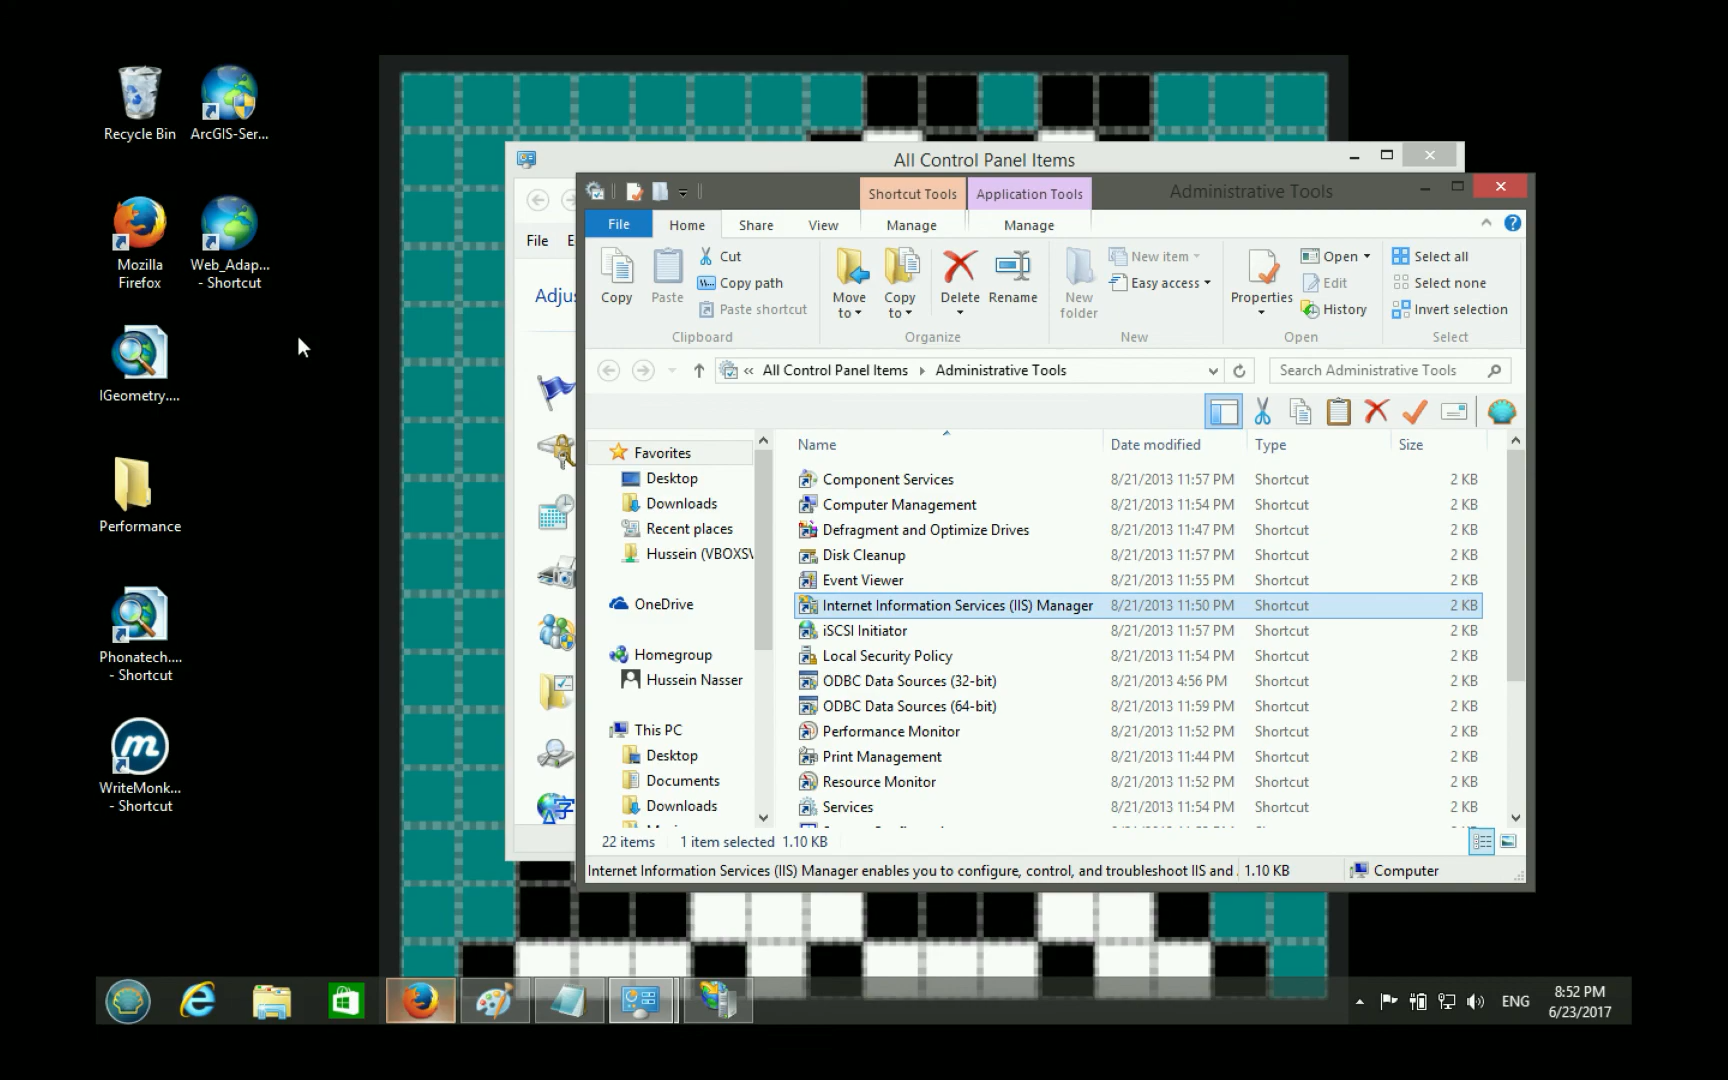 Recycle Bin
ArcGIS-Ser...
Mozilla
Firefox
Web_Adap...
- Shortcut
IGeometry....
Performance
Phonatech....
- Shortcut
WriteMonk...
- Shortcut
All Control Panel Items
File
Adju
Shortcut Tools
Application Tools
Administrative Tools
File
Home
Share
View
Manage
Manage
Copy
Paste
Cut
Copy path
Paste shortcut
Clipboard
Move
to
Copy
to
Delete
Rename
Organize
New
folder
New item
Easy access
New
Properties
Open
Edit
History
Open
Select all
Select none
Invert selection
Select
« All Control Panel Items
Administrative Tools
Search Administrative Tools
Favorites
Desktop
Downloads
Recent places
Hussein (VBOXSV
OneDrive
Homegroup
Hussein Nasser
This PC
Desktop
Documents
Downloads
Name Date modified Type Size
Component Services 8/21/2013 11:57 PM Shortcut 2 KB
Computer Management 8/21/2013 11:54 PM Shortcut 2 KB
Defragment and Optimize Drives 8/21/2013 11:47 PM Shortcut 2 KB
Disk Cleanup 8/21/2013 11:57 PM Shortcut 2 KB
Event Viewer 8/21/2013 11:55 PM Shortcut 2 KB
Internet Information Services (IIS) Manager 8/21/2013 11:50 PM Shortcut 2 KB
iSCSI Initiator 8/21/2013 11:57 PM Shortcut 2 KB
Local Security Policy 8/21/2013 11:54 PM Shortcut 2 KB
ODBC Data Sources (32-bit) 8/21/2013 4:56 PM Shortcut 2 KB
ODBC Data Sources (64-bit) 8/21/2013 11:59 PM Shortcut 2 KB
Performance Monitor 8/21/2013 11:52 PM Shortcut 2 KB
Print Management 8/21/2013 11:44 PM Shortcut 2 KB
Resource Monitor 8/21/2013 11:52 PM Shortcut 2 KB
Services 8/21/2013 11:54 PM Shortcut 2 KB
22 items 1 item selected 1.10 KB
Internet Information Services (IIS) Manager enables you to configure, control, and troubleshoot IIS and 1.10 KB Computer
ENG
8:52 PM
6/23/2017